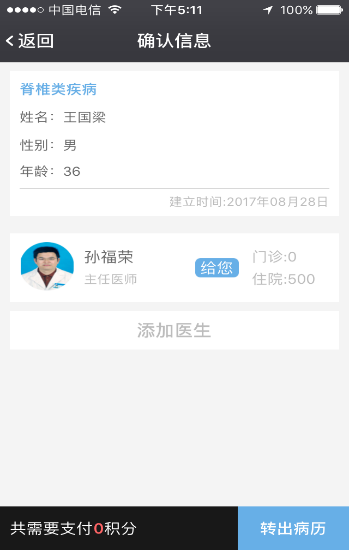 中国电信 下午5:11 100%
返回 确认信息
脊椎类疾病
姓名：王国梁
性别：男
年龄：36
建立时间:2017年08月28日
孙福荣 给您 门诊:0
主任医师 住院:500
添加医生
共需要支付0积分 转出病历